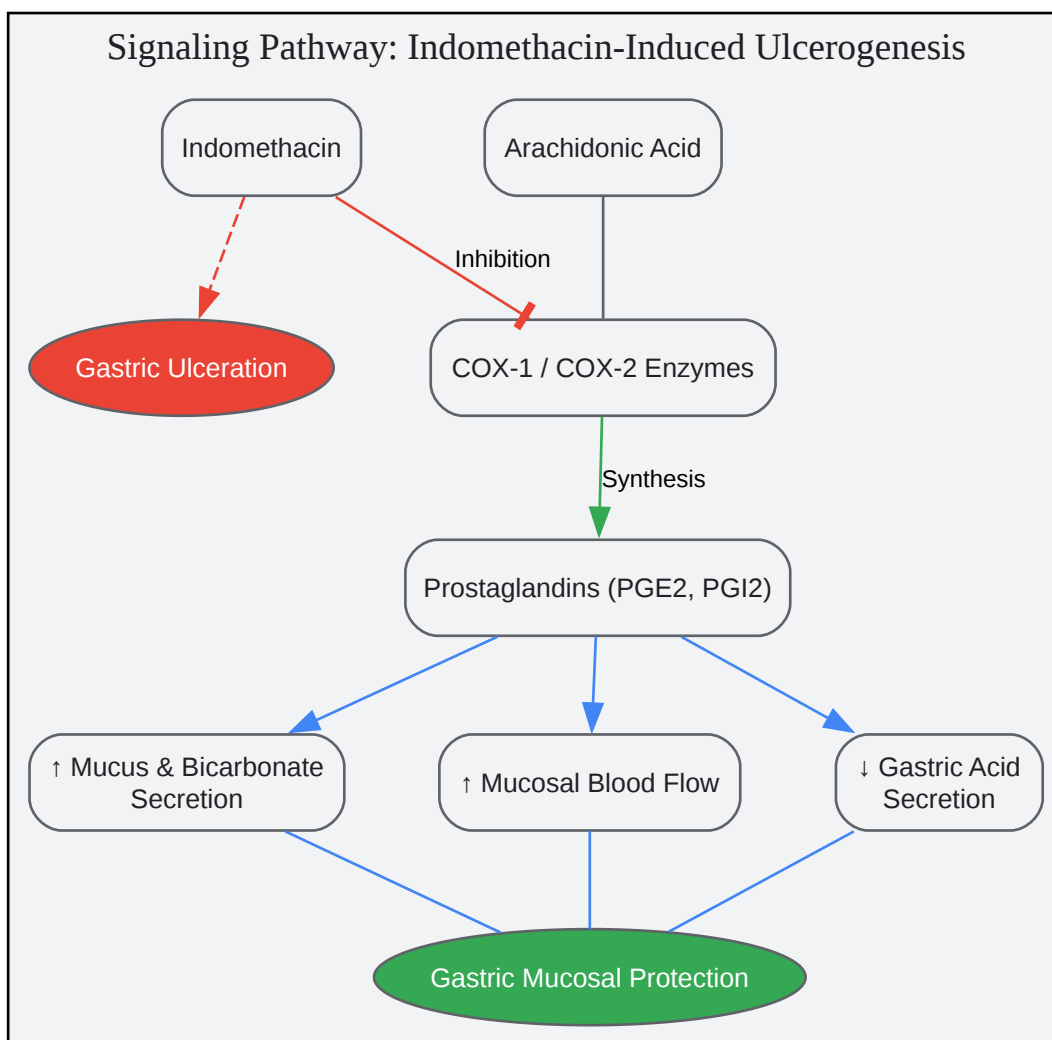 Signaling Pathway: Indomethacin-Induced Ulcerogenesis
Indomethacin
Arachidonic Acid
Inhibition
Gastric Ulceration
COX-1 / COX-2 Enzymes
Synthesis
Prostaglandins (PGE2, PGI2)
↑ Mucus & Bicarbonate
Secretion
↑ Mucosal Blood Flow
↓ Gastric Acid
Secretion
Gastric Mucosal Protection